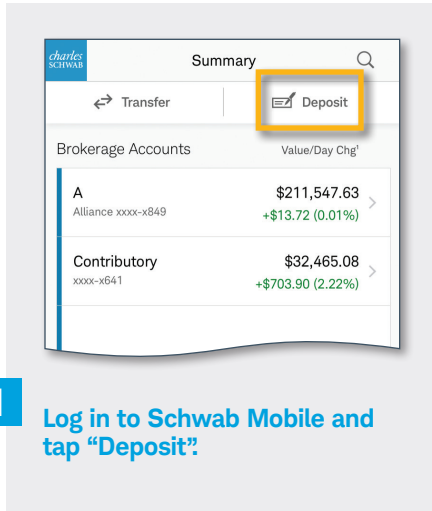 charles
SCHWAB
Summary
Transfer
Deposit
Brokerage Accounts
Value/Day Chg¹
A
$211,547.63
Alliance xxxx-x849
+$13.72 (0.01%)
Contributory
$32,465.08
xxxx-x641
+$703.90 (2.22%)
Log in to Schwab Mobile and
tap “Deposit”.